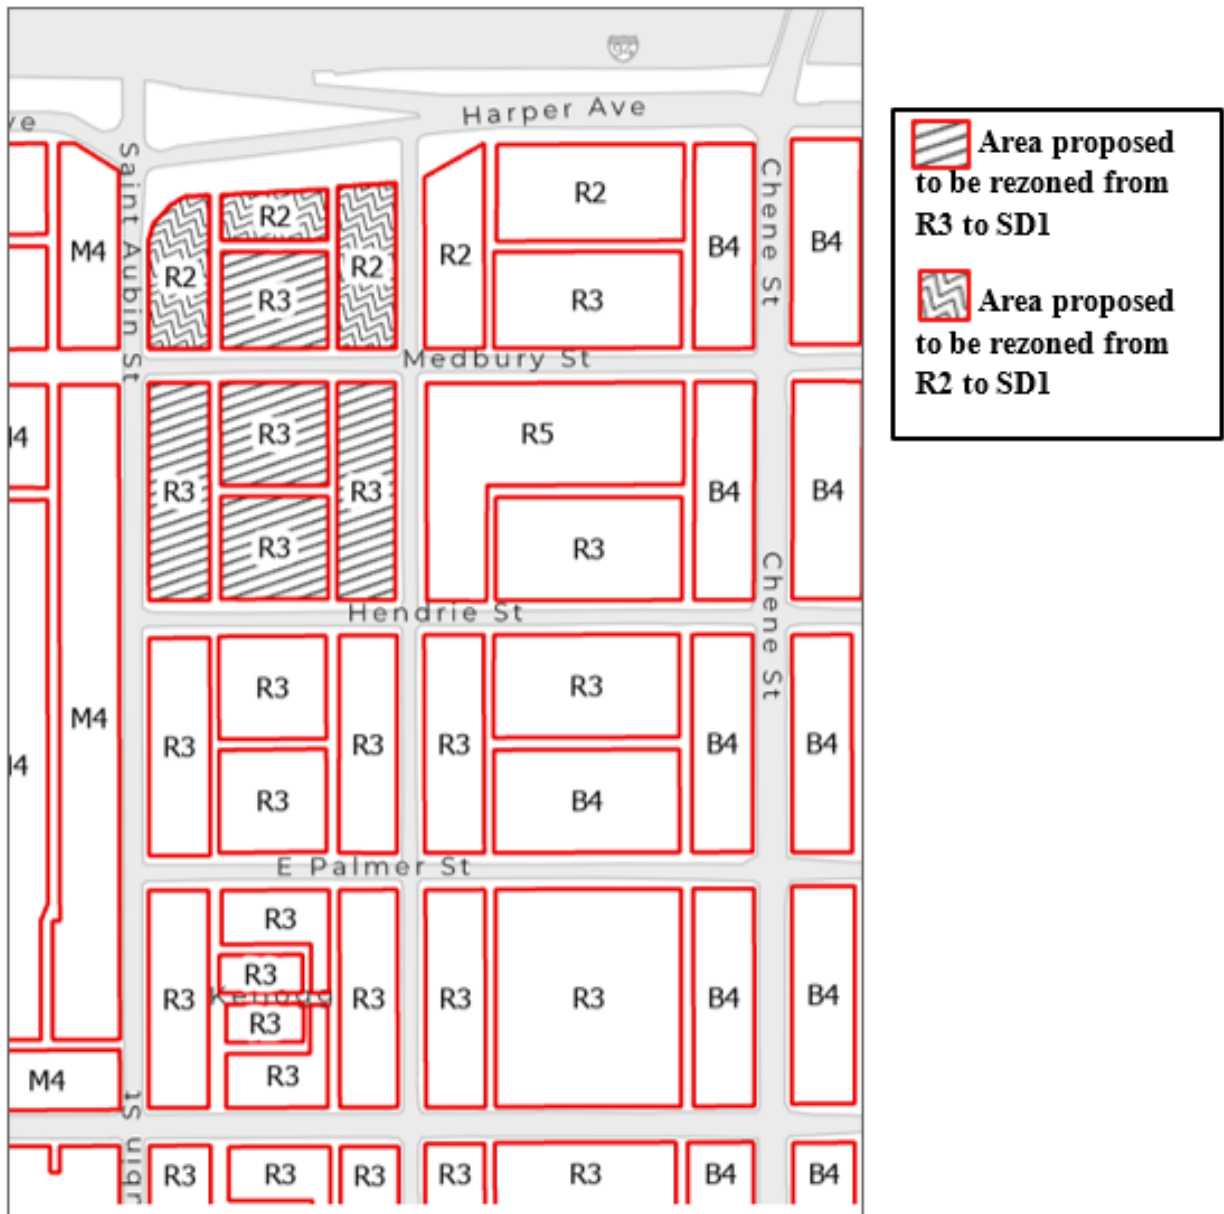 94
Harper Ave
ve
Saint Aubin St
Chene St
M4
R2
R2
R2
R3
R2
R2
R3
B4
B4
Medbury St
R3
R3
R3
R3
R5
R3
B4
B4
Hendrie St
Chene St
M4
R3
R3
R3
R3
R3
R3
B4
B4
B4
E Palmer St
R3
R3
R3
R3
R3
R3
R3
R3
B4
B4
M4
R3
R3
R3
R3
R3
B4
B4
Area proposed
to be rezoned from
R3 to SD1
Area proposed
to be rezoned from
R2 to SD1